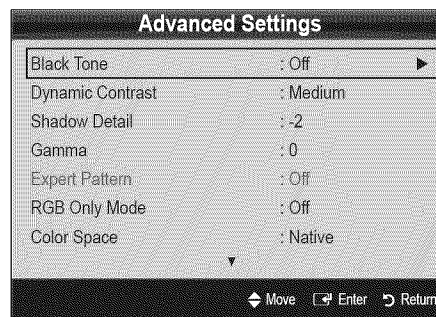 Advanced Settings
Black Tone : Off ▶
Dynamic Contrast : Medium
Shadow Detail : -2
Gamma : 0
Expert Pattern : Off
RGB Only Mode : Off
Color Space : Native
▼
Move Enter Return